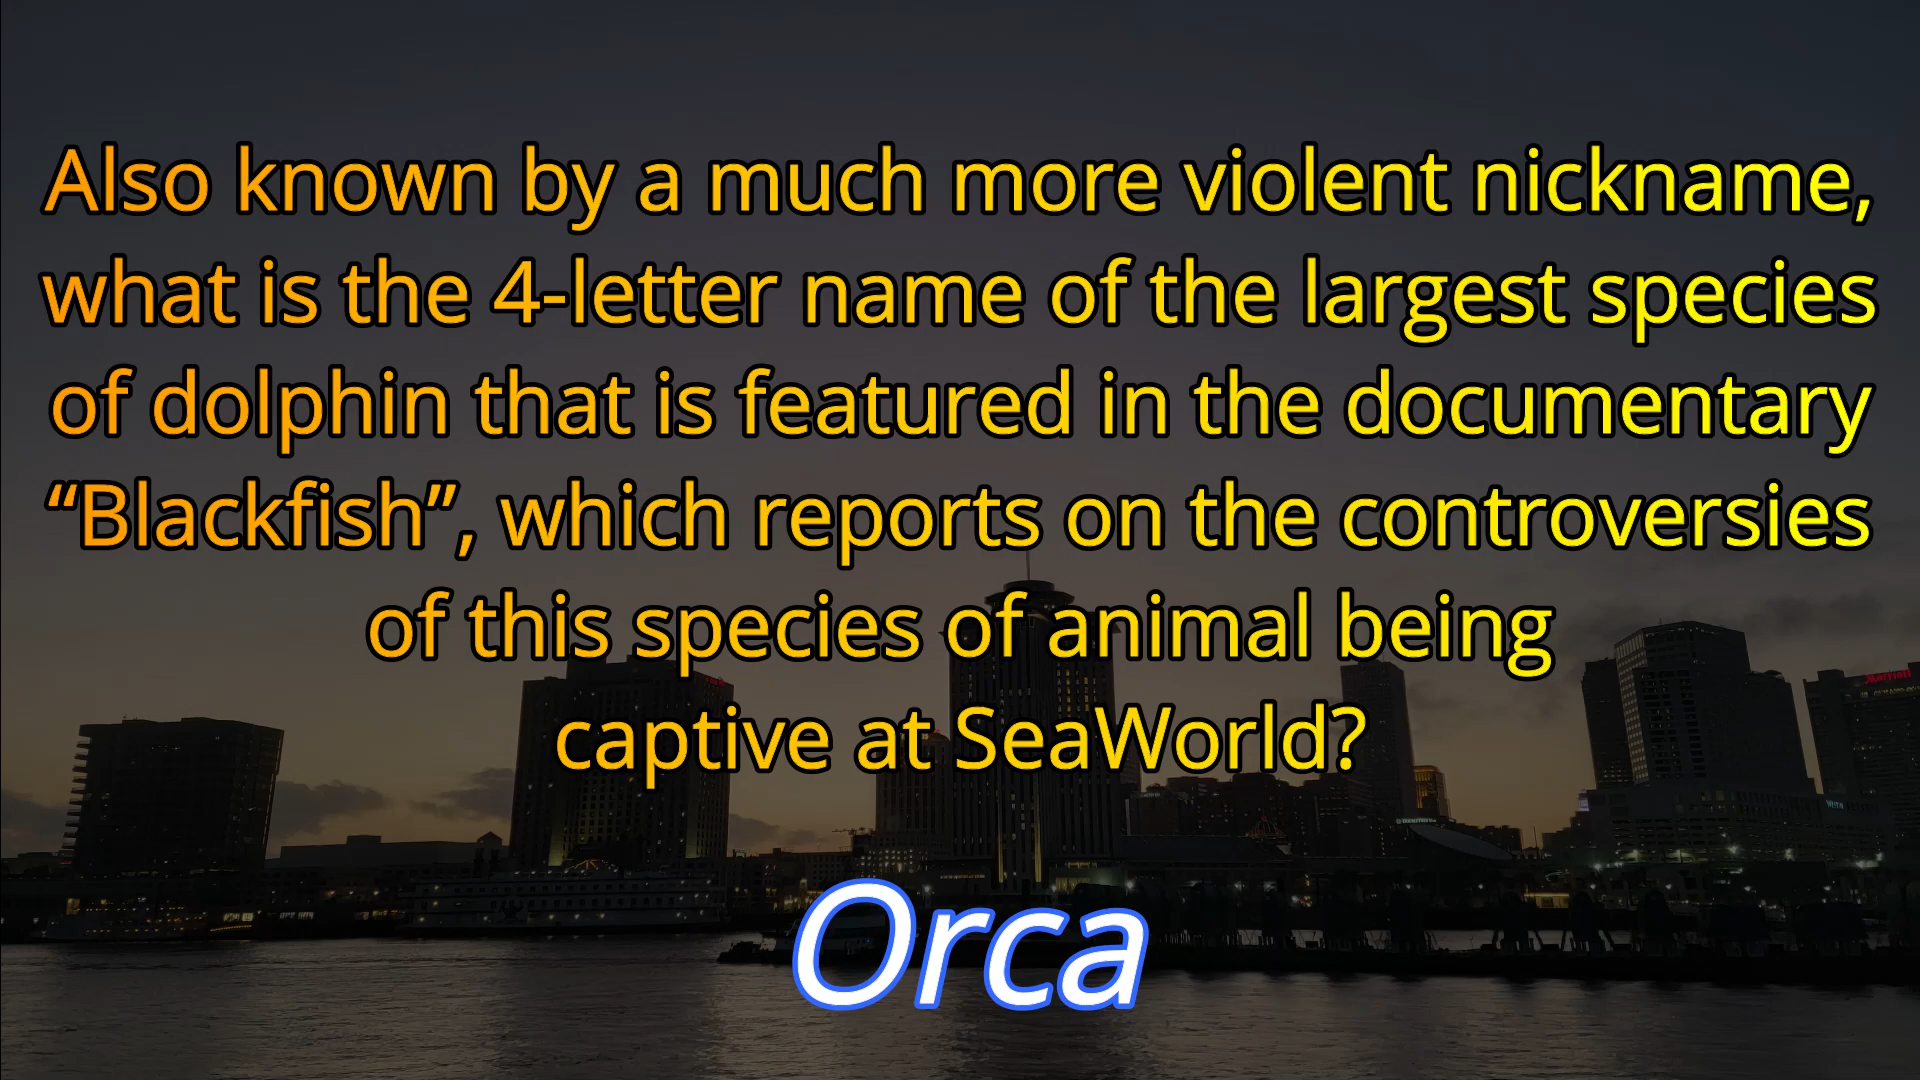 Also known by a much more violent nickname,
what is the 4-letter name of the largest species
of dolphin that is featured in the documentary
“Blackfish”, which reports on the controversies
of this species of animal being
captive at SeaWorld?
Marriott
Orca